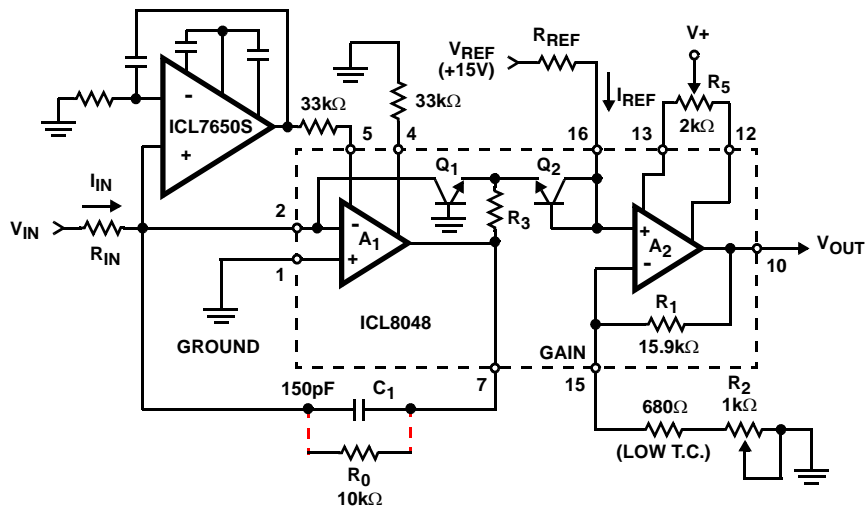 V+
VREF
(+15V)
RREF
IREF
R5
2kΩ
-
ICL7650S
+
33kΩ
33kΩ
5
4
16
13
12
IIN
VIN
RIN
Q1
Q2
R3
2
-
A1
+
1
+
A2
-
10
VOUT
R1
15.9kΩ
ICL8048
GROUND
GAIN
7
15
150pF
C1
R0
10kΩ
680Ω
(LOW T.C.)
R2
1kΩ